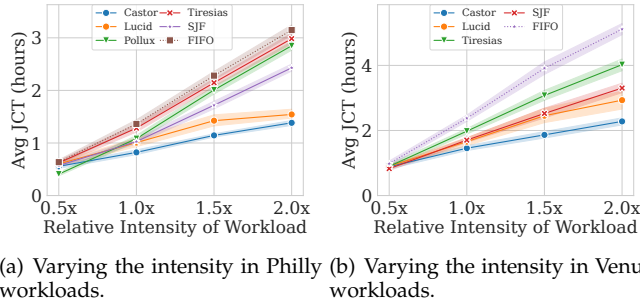 Castor
Lucid
Pollux
Tiresias
SJF
FIFO
Avg JCT (hours)
3
2
1
0
0.5x 1.0x 1.5x 2.0x
Relative Intensity of Workload
(a) Varying the intensity in Philly
workloads.
Castor
Lucid
Tiresias
SJF
FIFO
Avg JCT (hours)
4
2
0
0.5x 1.0x 1.5x 2.0x
Relative Intensity of Workload
(b) Varying the intensity in Venu
workloads.